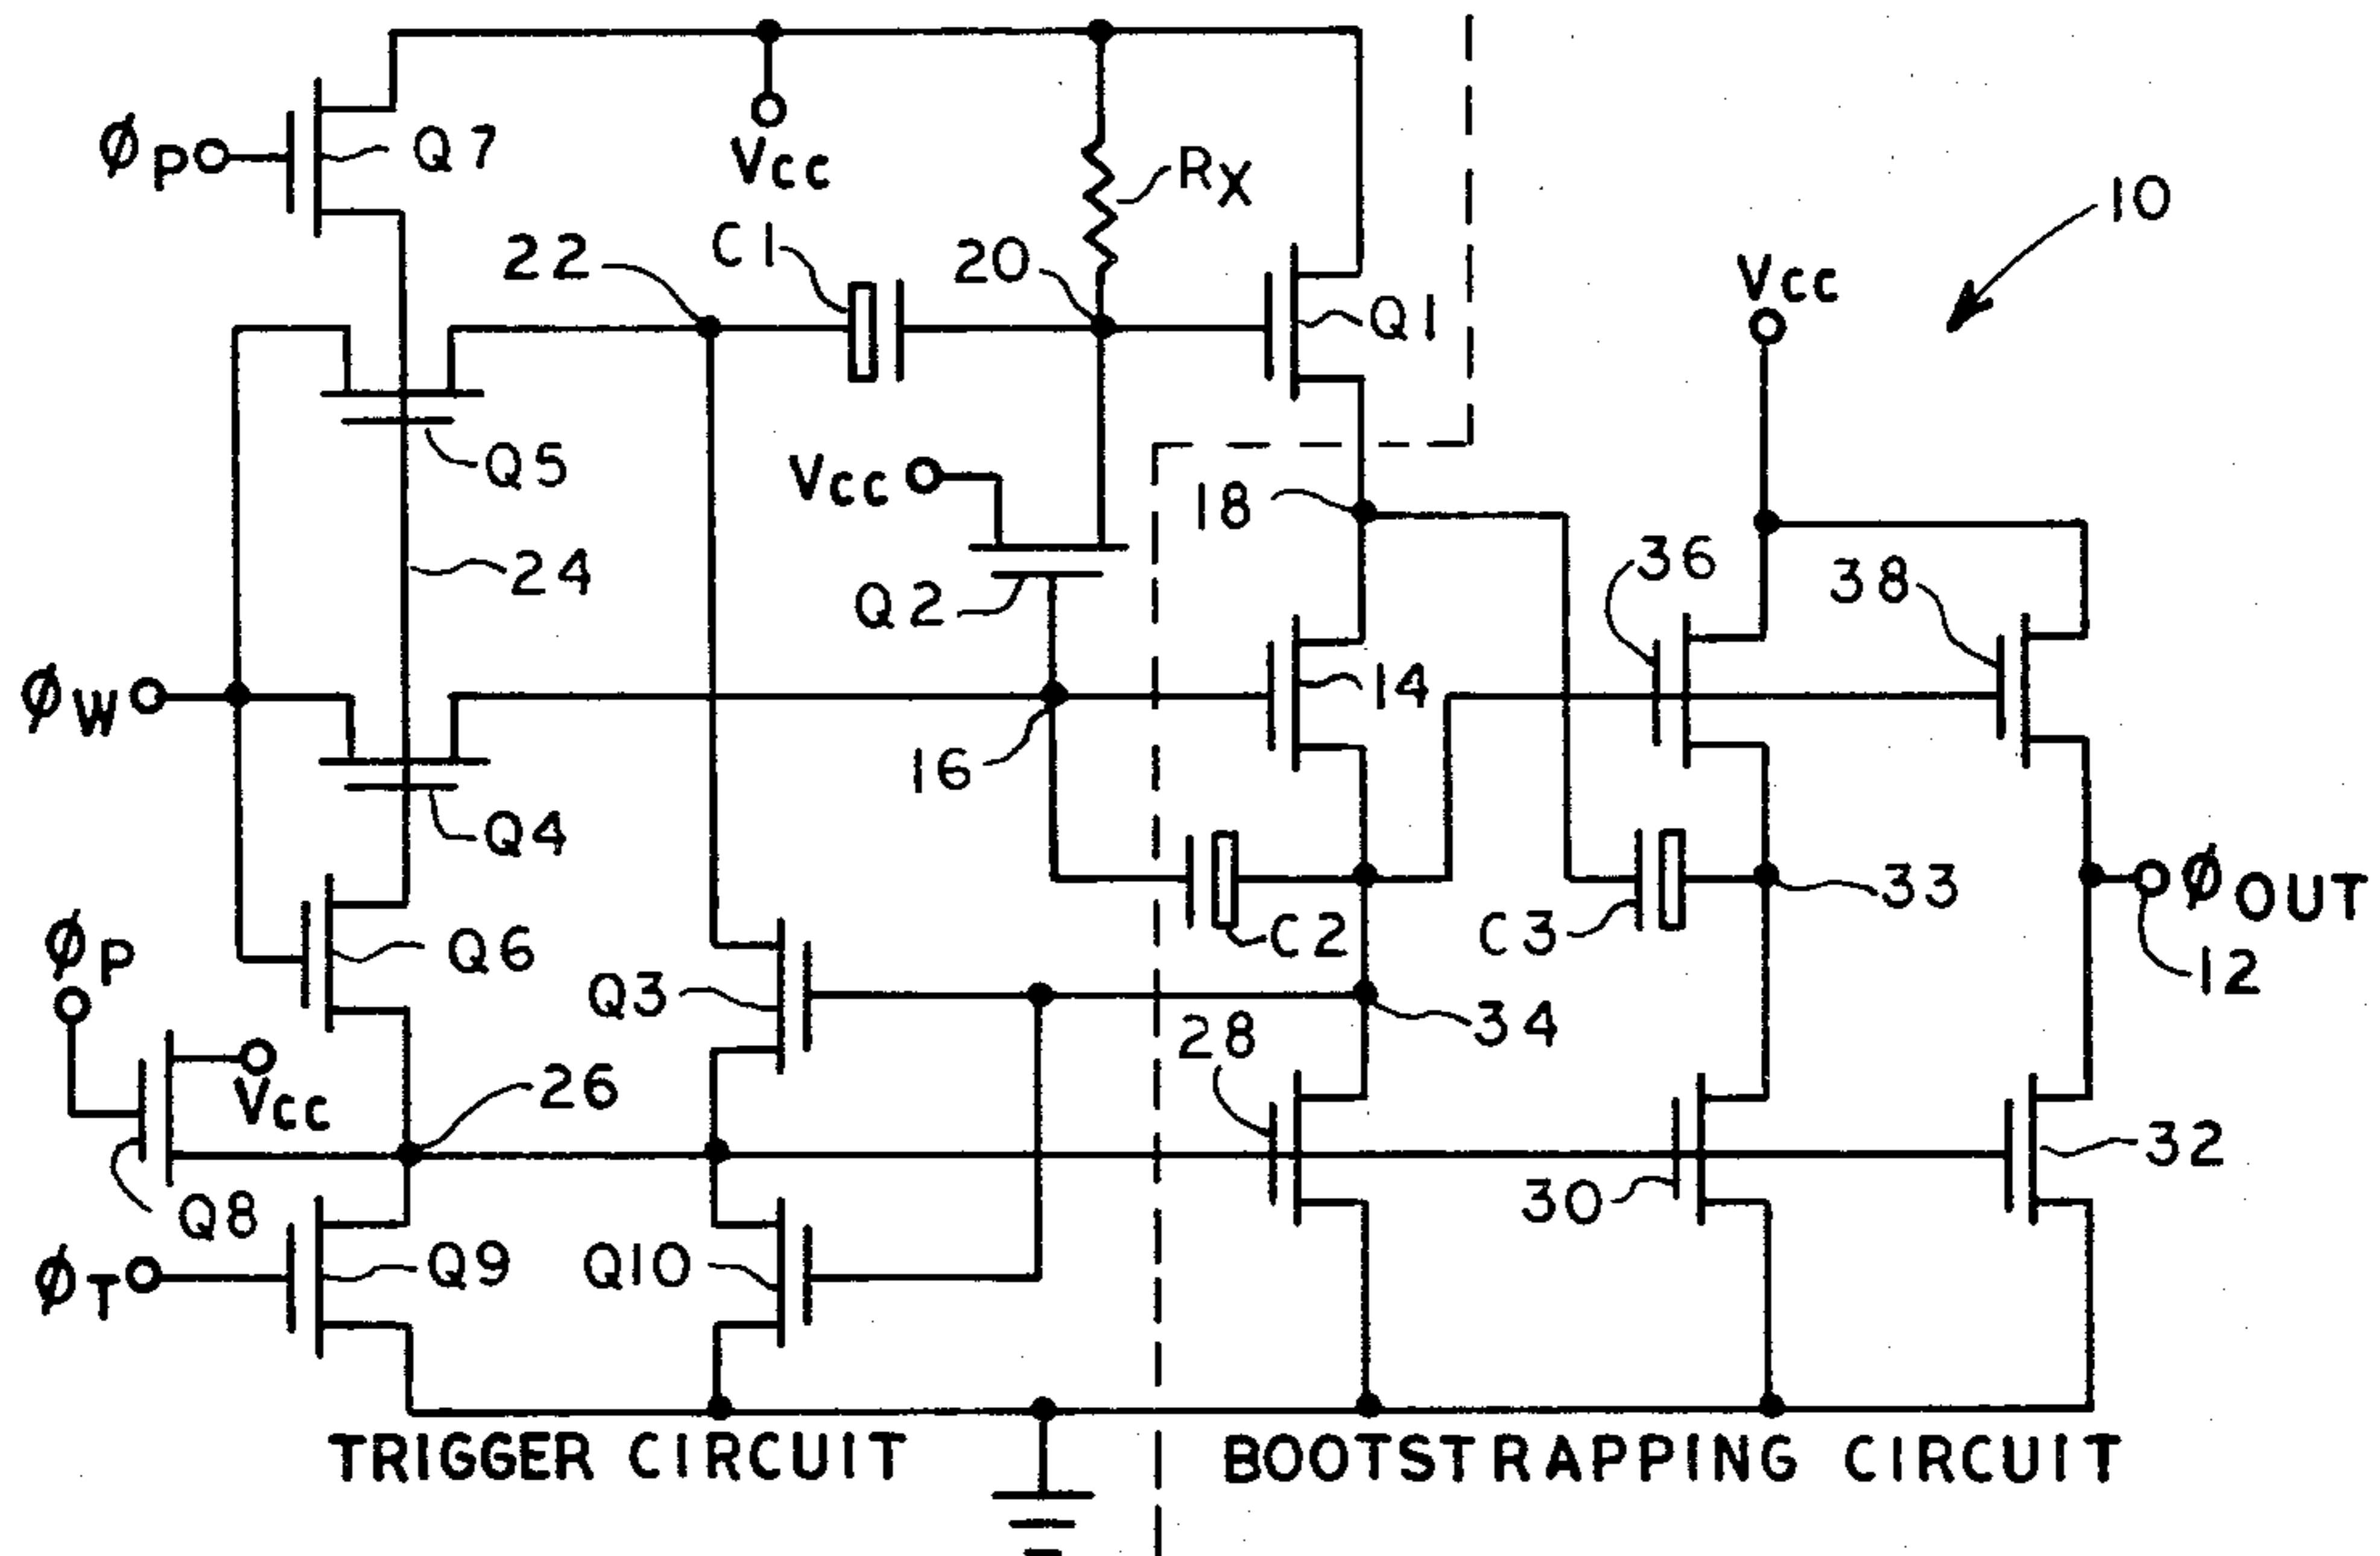 ØP
Q7
VCC
RX
10
22
C1
20
Q1
VCC
Q5
VCC
18
24
Q2
36
38
ØW
14
16
Q4
ØP
Q6
Q3
C2
C3
33
ØOUT
12
34
28
VCC
26
Q8
30
32
ØT
Q9
Q10
TRIGGER CIRCUIT
BOOTSTRAPPING CIRCUIT